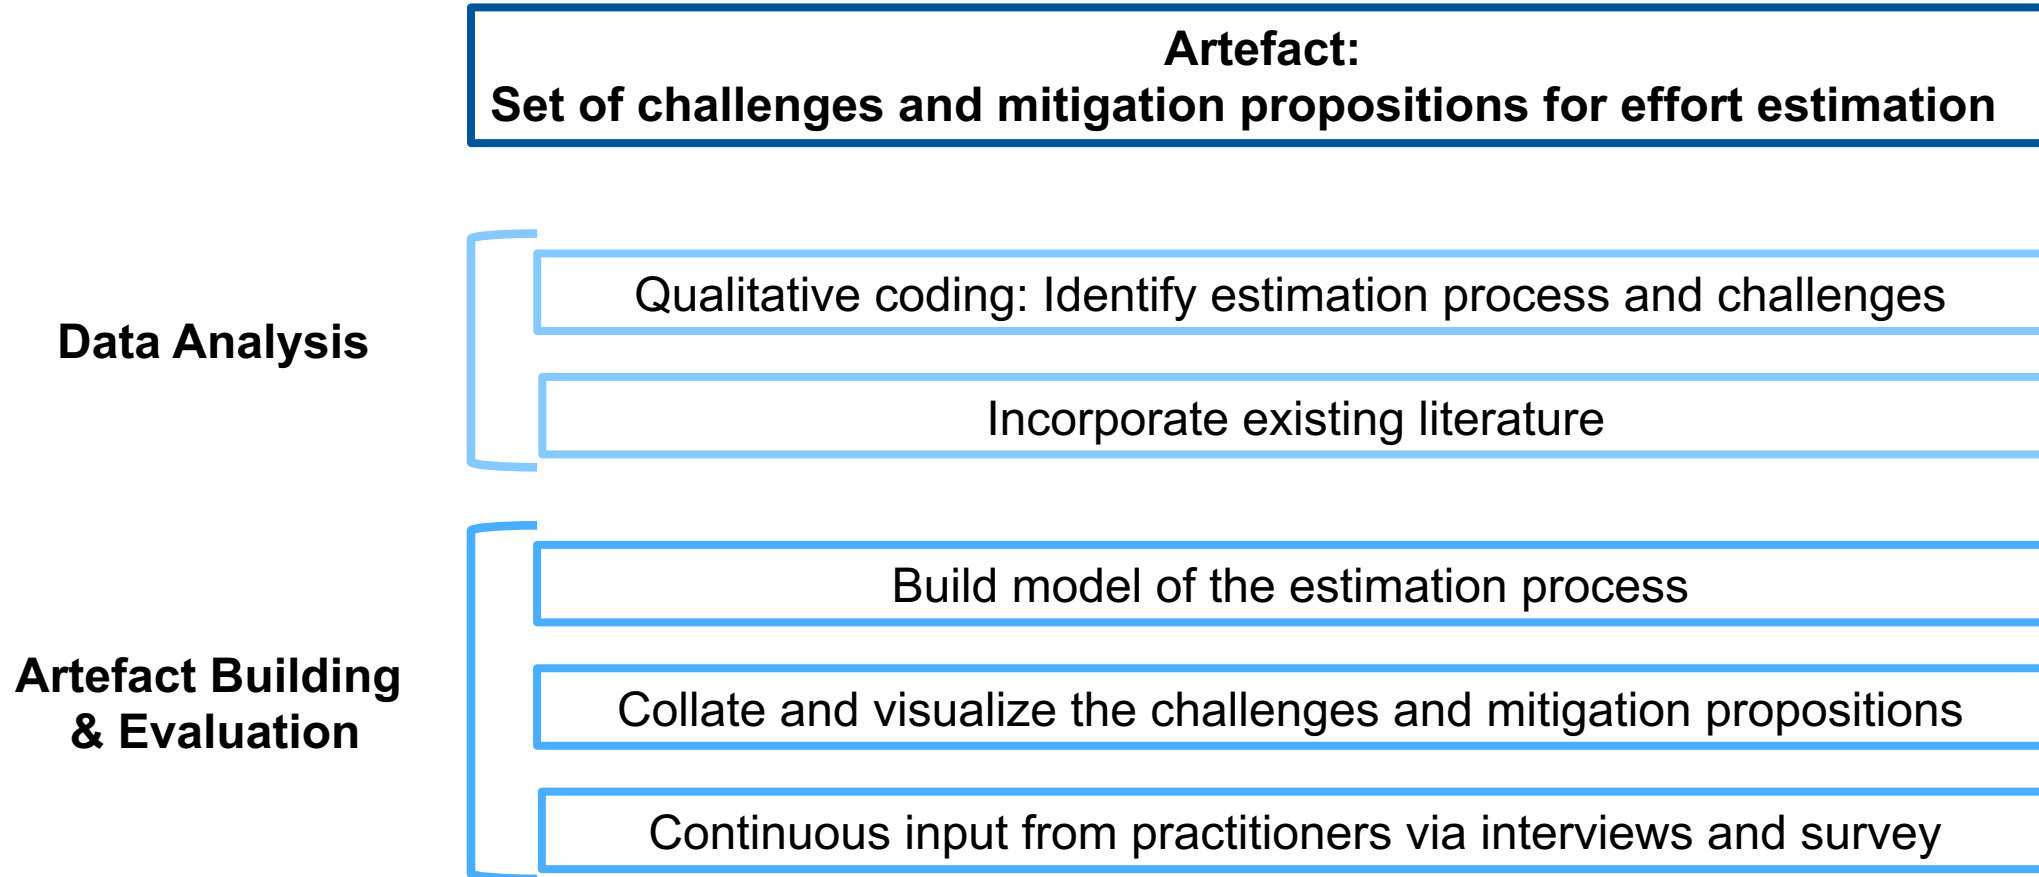 Artefact:
Set of challenges and mitigation propositions for effort estimation
Data Analysis
Qualitative coding: Identify estimation process and challenges
Incorporate existing literature
Artefact Building
& Evaluation
Build model of the estimation process
Collate and visualize the challenges and mitigation propositions
Continuous input from practitioners via interviews and survey